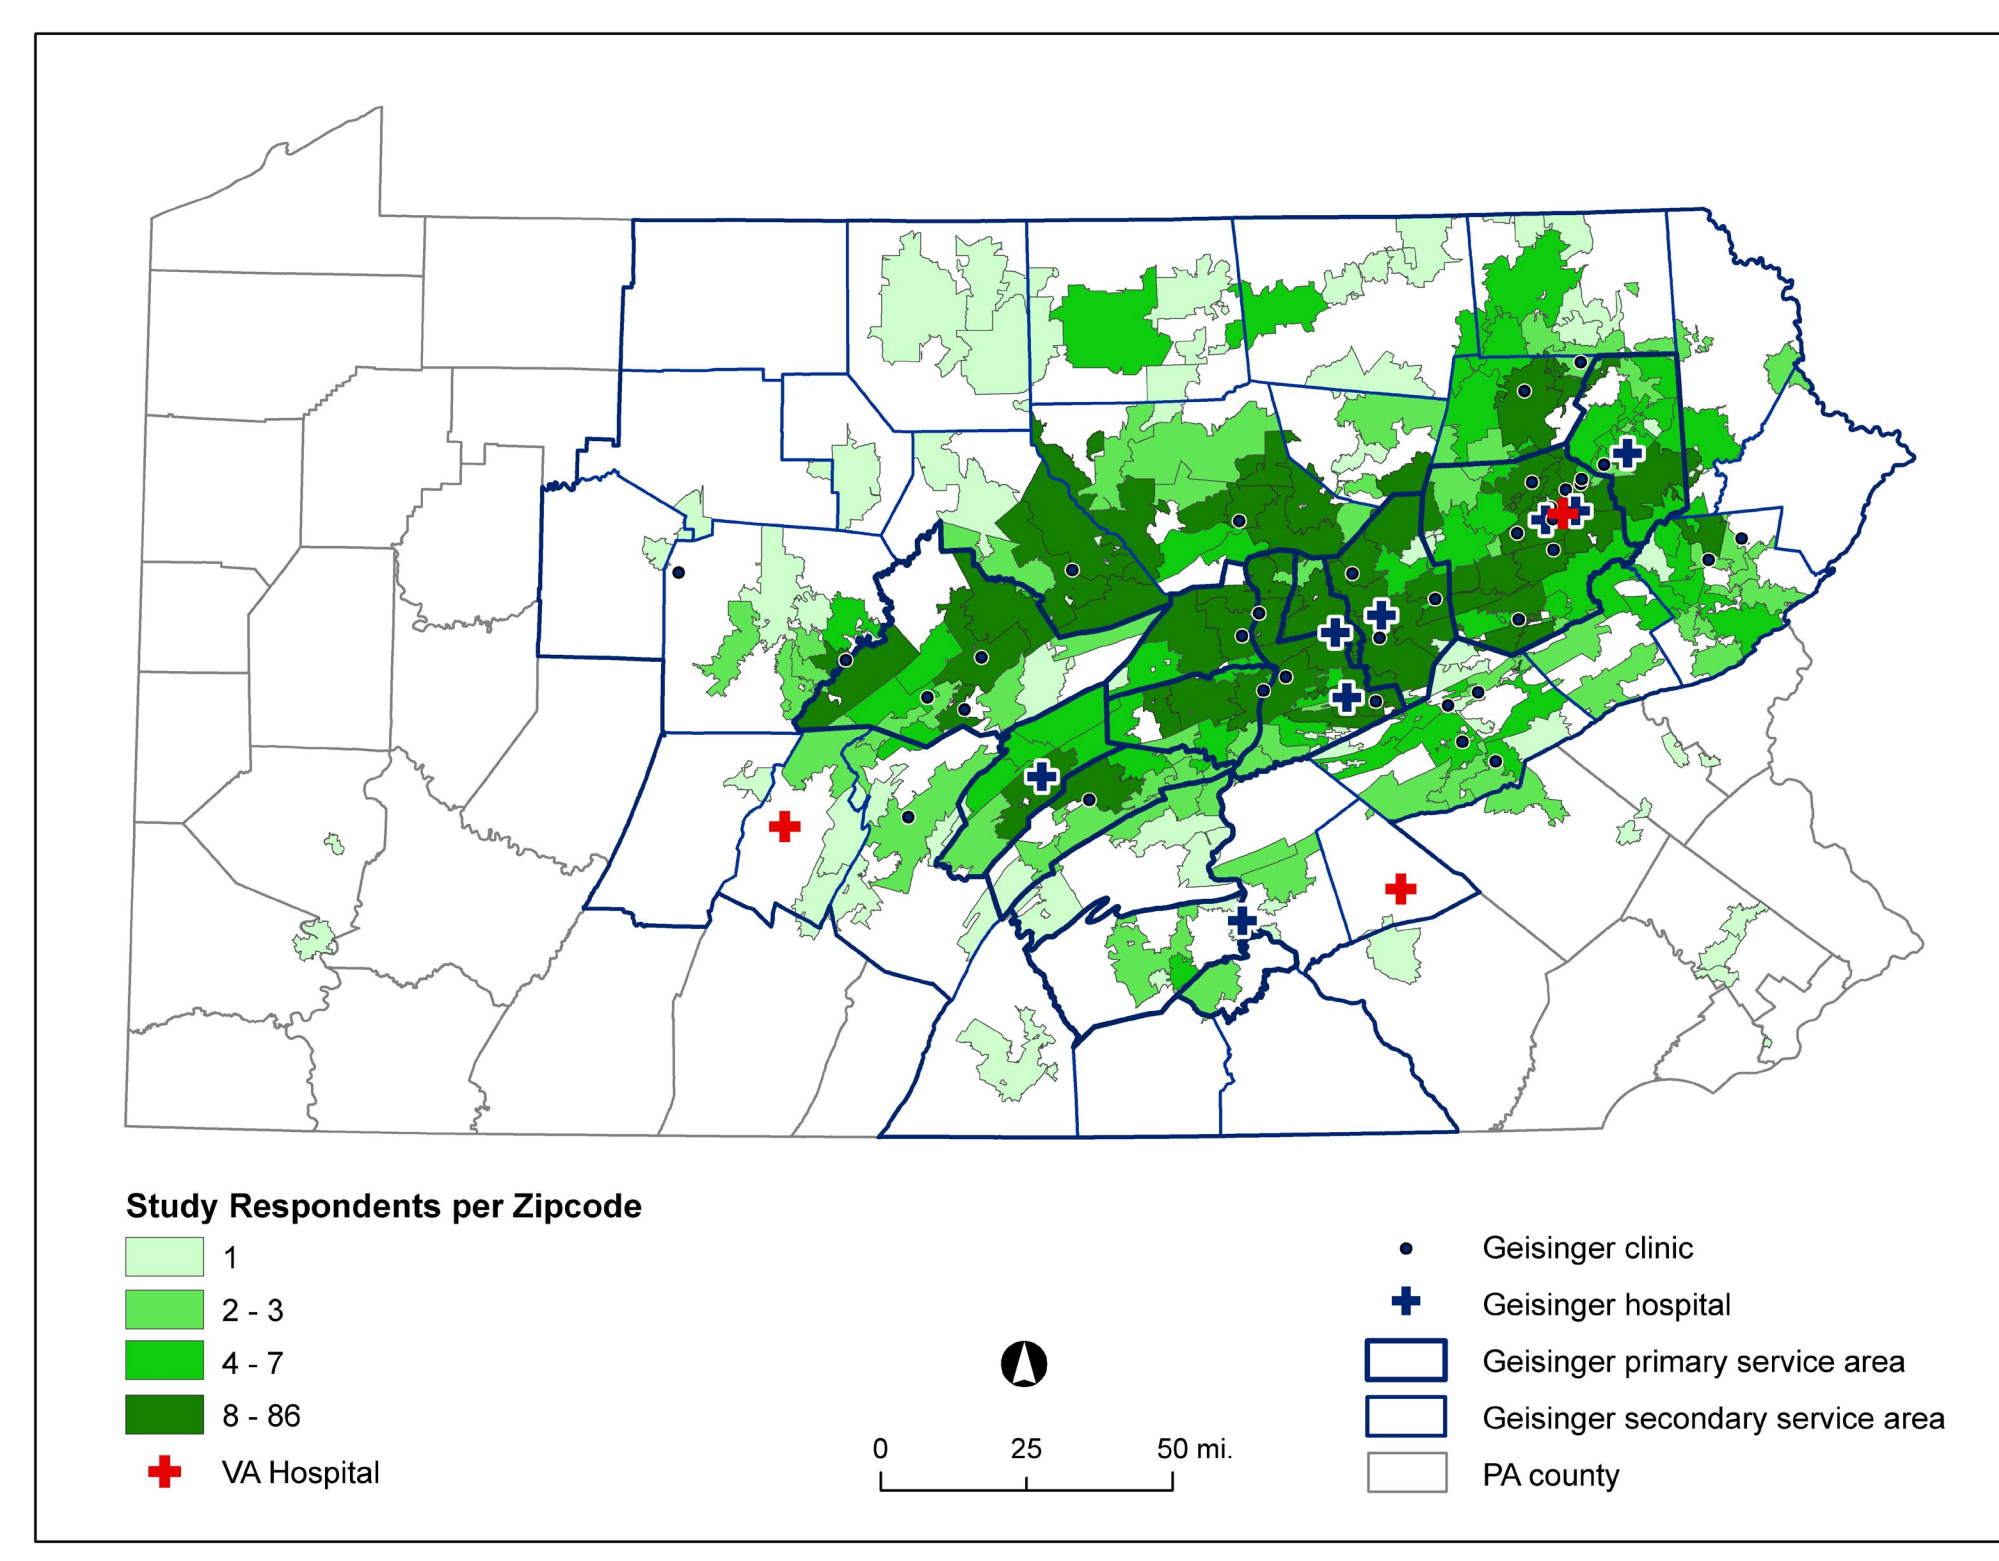 Study Respondents per Zipcode
1
2 - 3
4 - 7
8 - 86
VA Hospital
0 25 50 mi.
Geisinger clinic
Geisinger hospital
Geisinger primary service area
Geisinger secondary service area
PA county